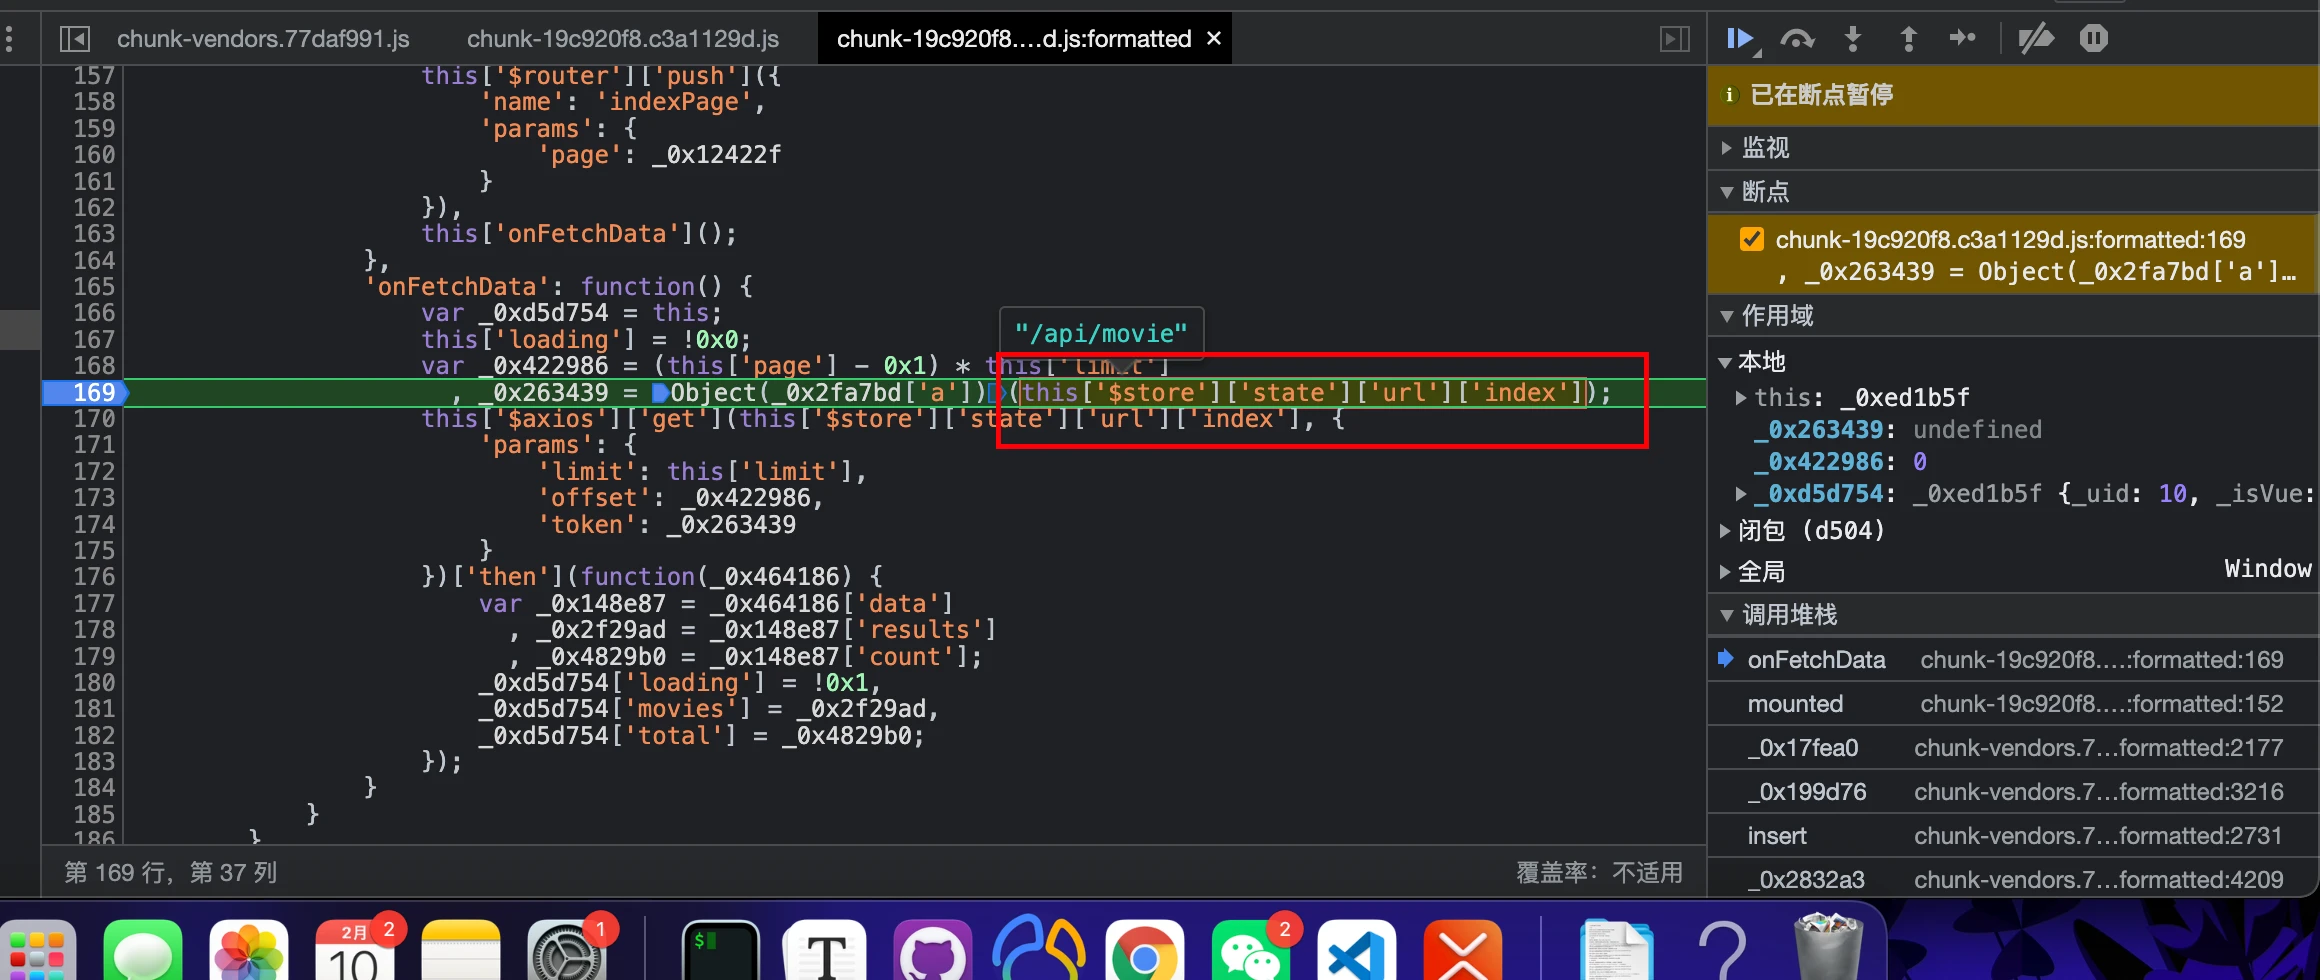 chunk-vendors.77daf991.js chunk-19c920f8.c3a1129d.js chunk-19c920f8.…d.js:formatted ×
157 this['$router']['push']({
158 'name': 'indexPage',
159 'params': {
160 'page': _0x12422f
161 }
162 }),
163 this['onFetchData']();
164 },
165 'onFetchData': function() {
166 var _0xd5d754 = this;
167 this['loading'] = !0x0;
"/api/movie"
168 var _0x422986 = (this['page'] - 0x1) * this['limit']
169 , _0x263439 = Object(_0x2fa7bd['a'])(this['$store']['state']['url']['index']);
170 this['$axios']['get'](this['$store']['state']['url']['index'], {
171 'params': {
172 'limit': this['limit'],
173 'offset': _0x422986,
174 'token': _0x263439
175 }
176 })['then'](function(_0x464186) {
177 var _0x148e87 = _0x464186['data']
178 , _0x2f29ad = _0x148e87['results']
179 , _0x4829b0 = _0x148e87['count'];
180 _0xd5d754['loading'] = !0x1,
181 _0xd5d754['movies'] = _0x2f29ad,
182 _0xd5d754['total'] = _0x4829b0;
183 });
184 }
185 }
186 }
第 169 行，第 37 列 覆盖率：不适用
已在断点暂停
监视
断点
chunk-19c920f8.c3a1129d.js:formatted:169
, _0x263439 = Object(_0x2fa7bd['a']…
作用域
本地
this: _0xed1b5f
_0x263439: undefined
_0x422986: 0
_0xd5d754: _0xed1b5f {_uid: 10, _isVue:
闭包 (d504)
全局 Window
调用堆栈
onFetchData chunk-19c920f8.…:formatted:169
mounted chunk-19c920f8.…:formatted:152
_0x17fea0 chunk-vendors.7…formatted:2177
_0x199d76 chunk-vendors.7…formatted:3216
insert chunk-vendors.7…formatted:2731
_0x2832a3 chunk-vendors.7…formatted:4209
2月 2 1 2
10 $ T ?